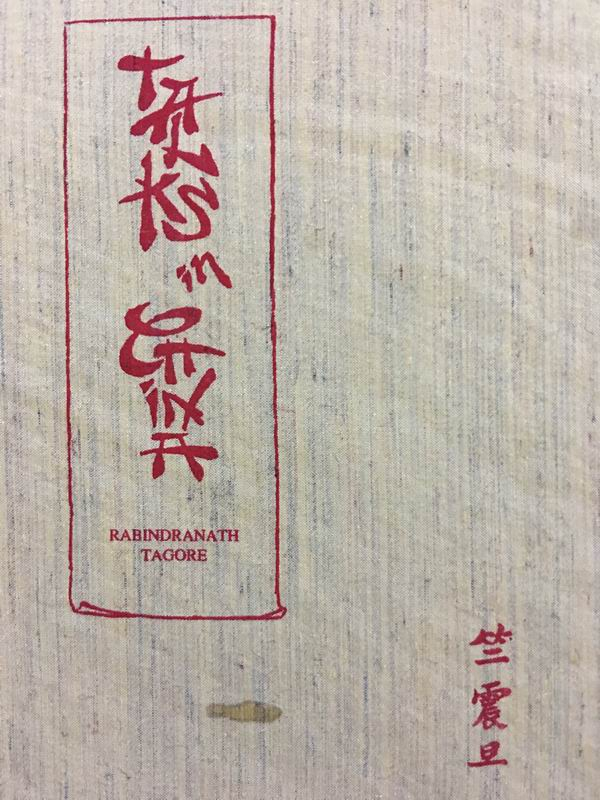 TALKS
in
CHINA
RABINDRANATH
TAGORE
竺震旦